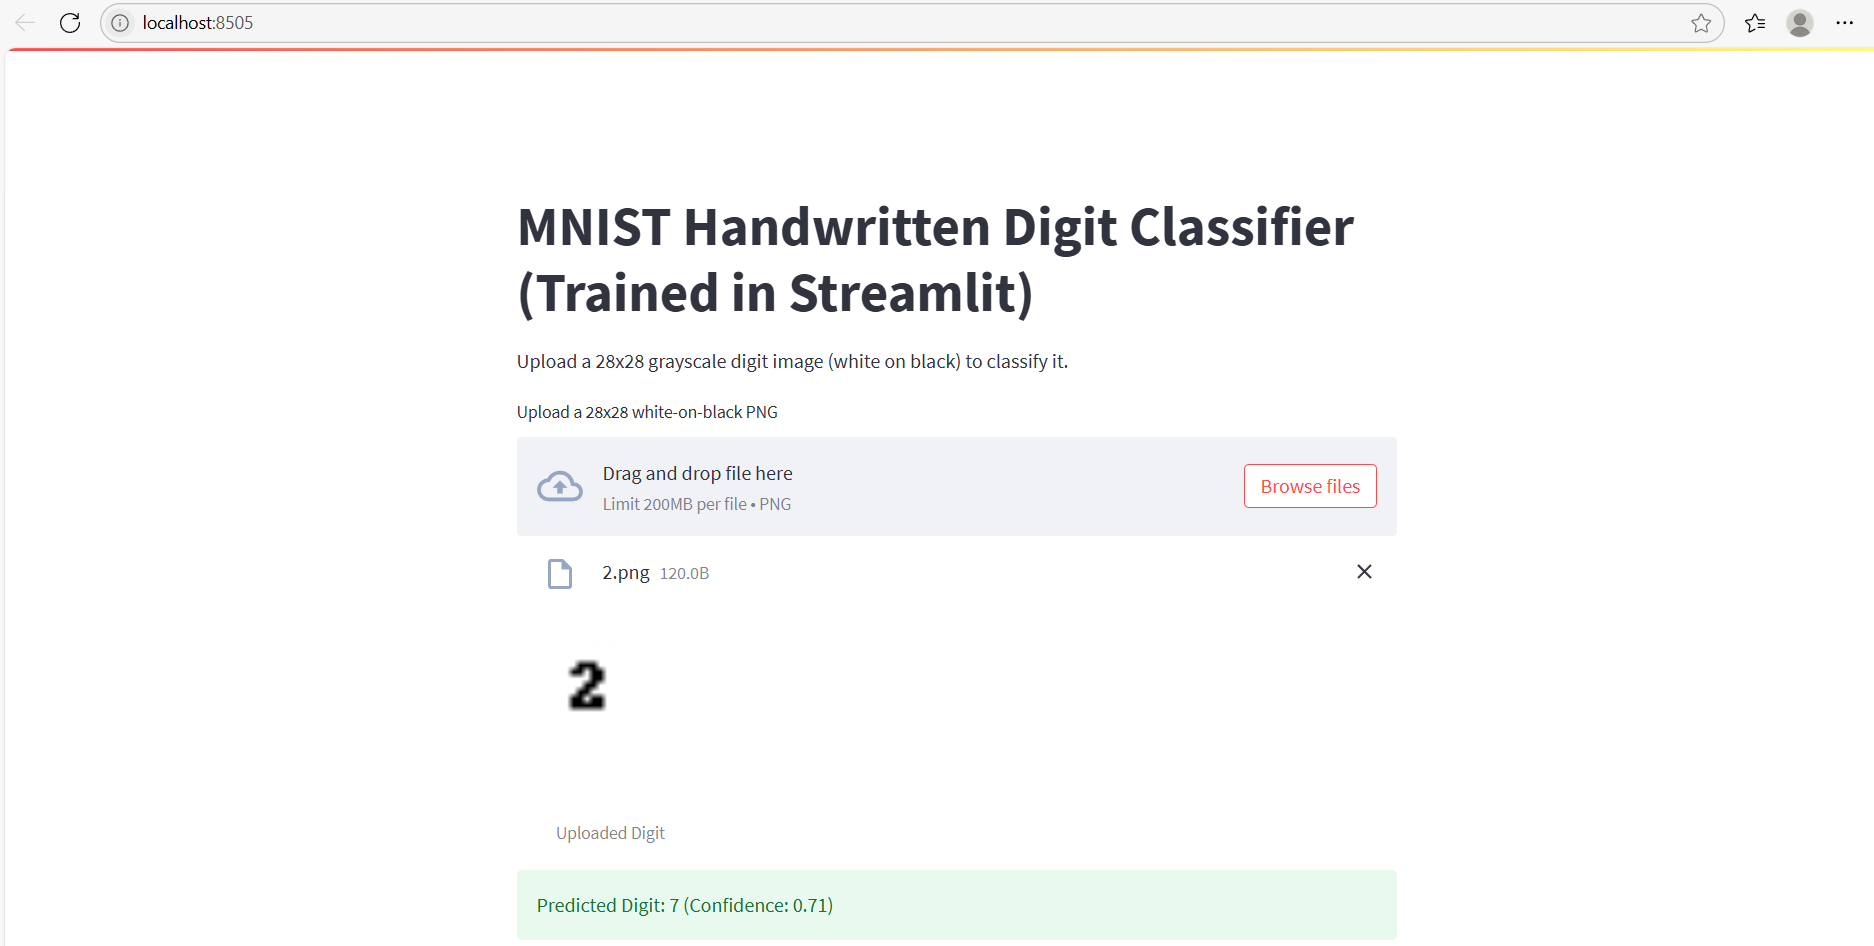 localhost:8505
MNIST Handwritten Digit Classifier
(Trained in Streamlit)
Upload a 28x28 grayscale digit image (white on black) to classify it.
Upload a 28x28 white-on-black PNG
Drag and drop file here
Limit 200MB per file • PNG
Browse files
2.png 120.0B
2
Uploaded Digit
Predicted Digit: 7 (Confidence: 0.71)